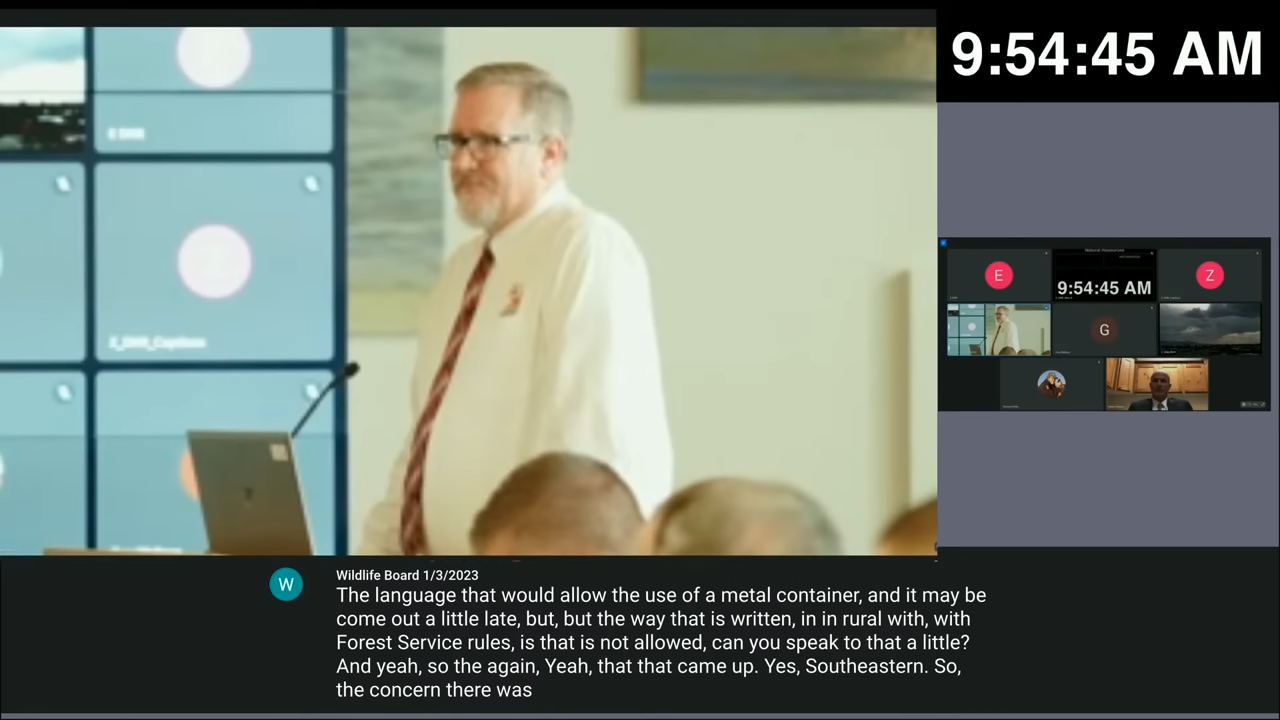 9:54:45 AM
E
9:54:45 AM
Z
G
W
Wildlife Board 1/3/2023
The language that would allow the use of a metal container, and it may be
come out a little late, but, but the way that is written, in in rural with, with
Forest Service rules, is that is not allowed, can you speak to that a little?
And yeah, so the again, Yeah, that that came up. Yes, Southeastern. So,
the concern there was